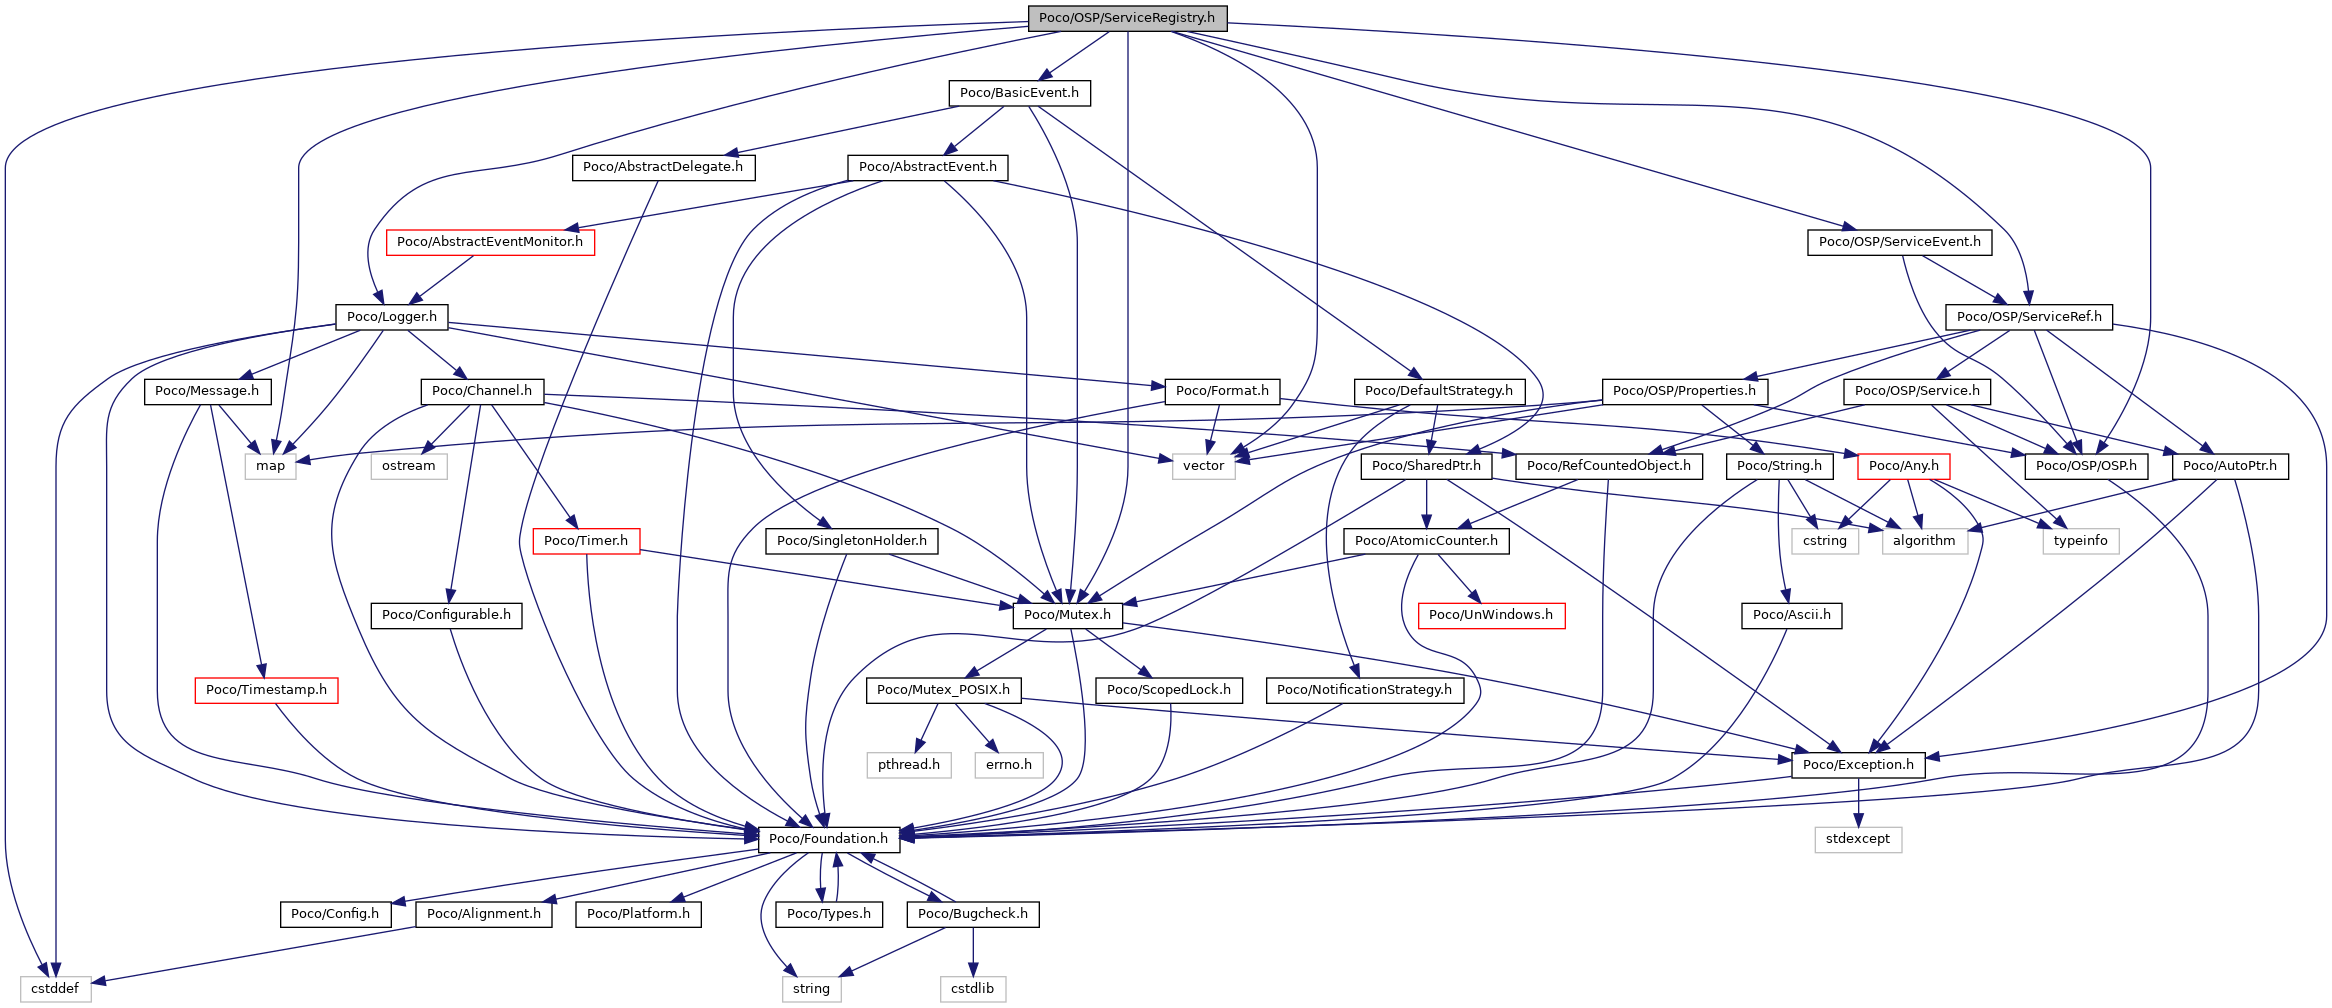 Poco/OSP/ServiceRegistry.h
Poco/BasicEvent.h
Poco/AbstractDelegate.h
Poco/AbstractEvent.h
Poco/AbstractEventMonitor.h
Poco/OSP/ServiceEvent.h
Poco/Logger.h
Poco/OSP/ServiceRef.h
Poco/Message.h
Poco/Channel.h
Poco/Format.h
Poco/DefaultStrategy.h
Poco/OSP/Properties.h
Poco/OSP/Service.h
map
ostream
vector
Poco/SharedPtr.h
Poco/RefCountedObject.h
Poco/String.h
Poco/Any.h
Poco/OSP/OSP.h
Poco/AutoPtr.h
Poco/Timer.h
Poco/SingletonHolder.h
Poco/AtomicCounter.h
cstring
algorithm
typeinfo
Poco/Configurable.h
Poco/Mutex.h
Poco/UnWindows.h
Poco/Ascii.h
Poco/Timestamp.h
Poco/Mutex_POSIX.h
Poco/ScopedLock.h
Poco/NotificationStrategy.h
pthread.h
errno.h
Poco/Exception.h
Poco/Foundation.h
stdexcept
Poco/Config.h
Poco/Alignment.h
Poco/Platform.h
Poco/Types.h
Poco/Bugcheck.h
cstddef
string
cstdlib